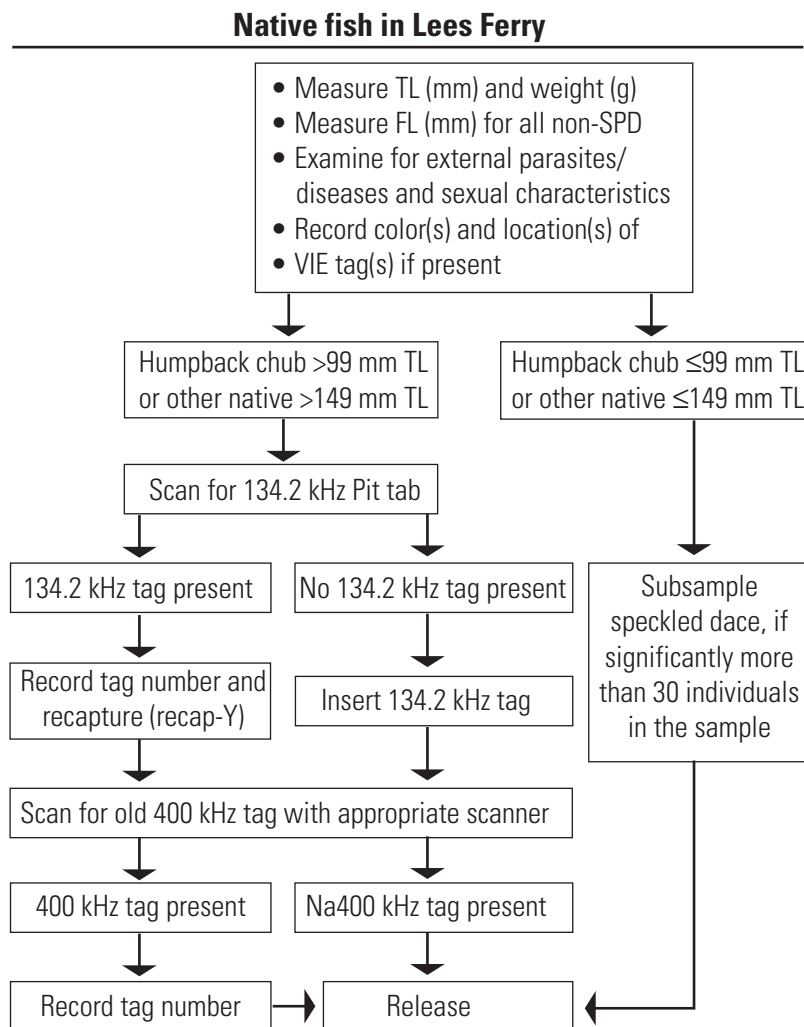 Native fish in Lees Ferry
• Measure TL (mm) and weight (g)
• Measure FL (mm) for all non-SPD
• Examine for external parasites/
diseases and sexual characteristics
• Record color(s) and location(s) of
• VIE tag(s) if present
Humpback chub >99 mm TL
or other native >149 mm TL
Humpback chub ≤99 mm TL
or other native ≤149 mm TL
Scan for 134.2 kHz Pit tab
134.2 kHz tag present
No 134.2 kHz tag present
Subsample
speckled dace, if
significantly more
than 30 individuals
in the sample
Record tag number and
recapture (recap-Y)
Insert 134.2 kHz tag
Scan for old 400 kHz tag with appropriate scanner
400 kHz tag present
Na400 kHz tag present
Record tag number
Release